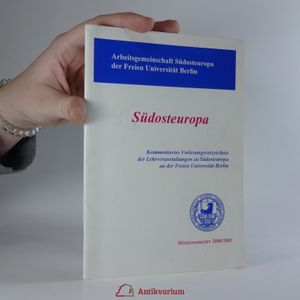 Arbeitsgemeinschaft Südosteuropa
der Freien Universität Berlin
Südosteuropa
Kommentiertes Vorlesungsverzeichnis
der Lehrveranstaltungen zu Südosteuropa
an der Freien Universität Berlin
Wintersemester 2000/2001
Antikvarium